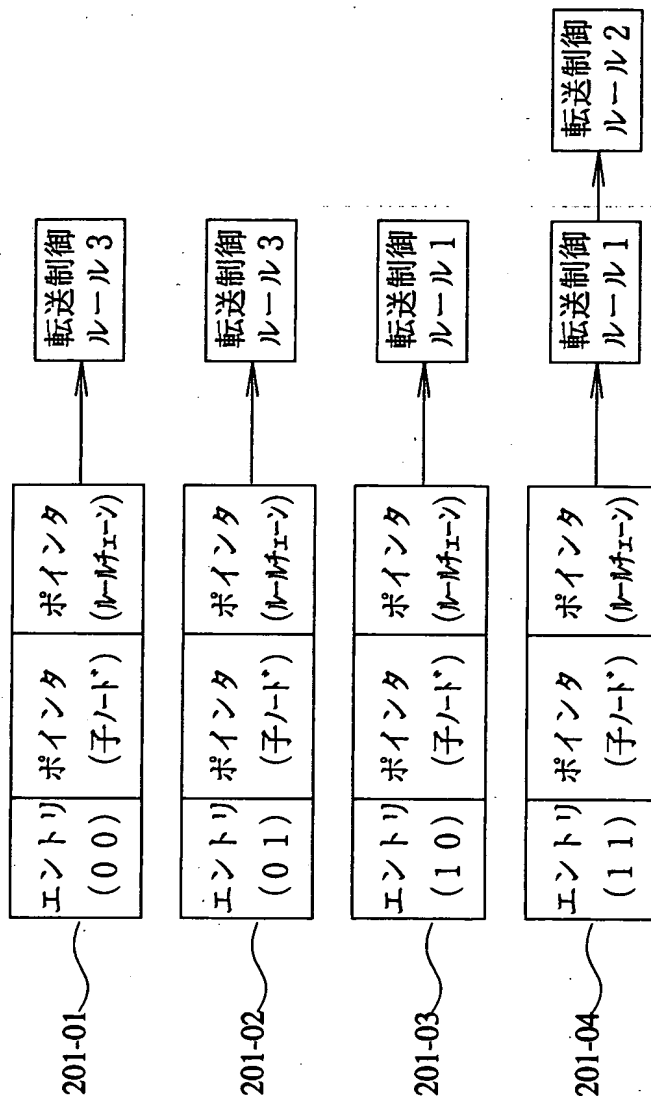 201-01
エントリ
(00)
ポインタ
(子ノード)
ポインタ
(ルールチェーン)
転送制御
ルール3
201-02
エントリ
(01)
ポインタ
(子ノード)
ポインタ
(ルールチェーン)
転送制御
ルール3
201-03
エントリ
(10)
ポインタ
(子ノード)
ポインタ
(ルールチェーン)
転送制御
ルール1
201-04
エントリ
(11)
ポインタ
(子ノード)
ポインタ
(ルールチェーン)
転送制御
ルール1
転送制御
ルール2